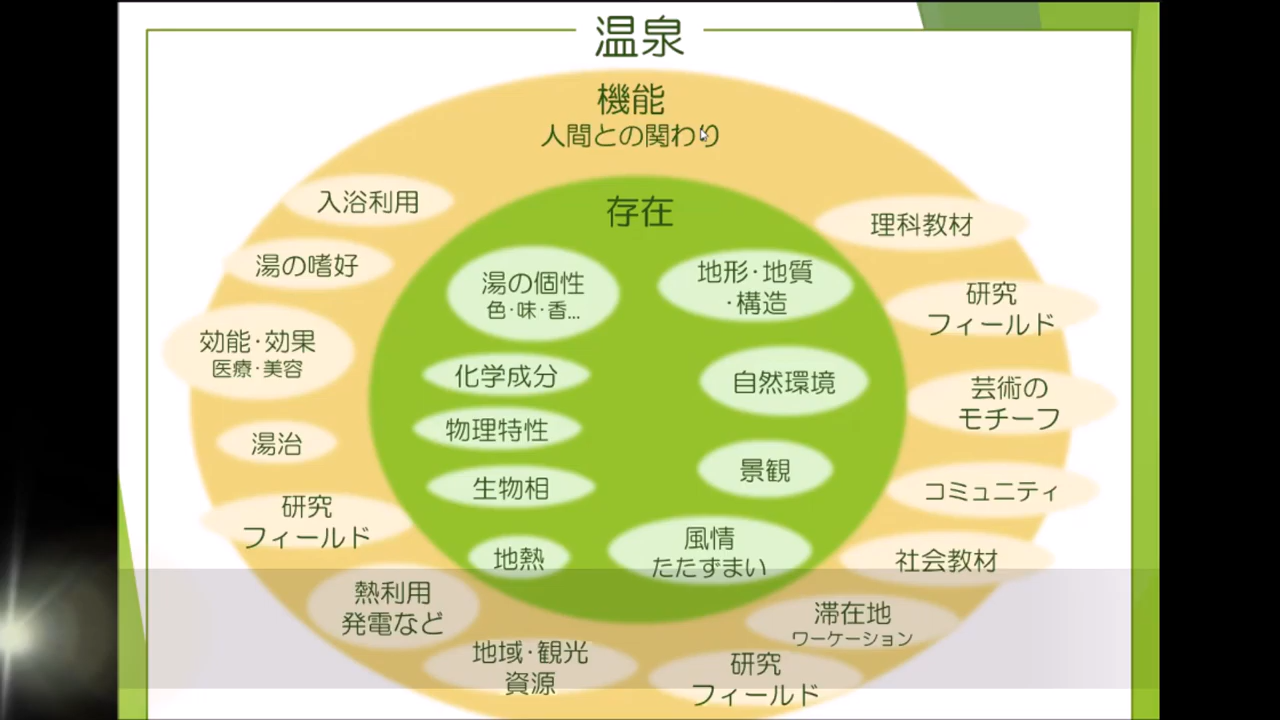 温泉
機能
人間との関わり
入浴利用
湯の嗜好
効能・効果
医療・美容
湯治
研究
フィールド
熱利用
発電など
地域・観光
資源
存在
湯の個性
色・味・香...
化学成分
物理特性
生物相
地熱
地形・地質
・構造
自然環境
景観
風情
たたずまい
理科教材
研究
フィールド
芸術の
モチーフ
コミュニティ
社会教材
滞在地
ワーケーション
研究
フィールド